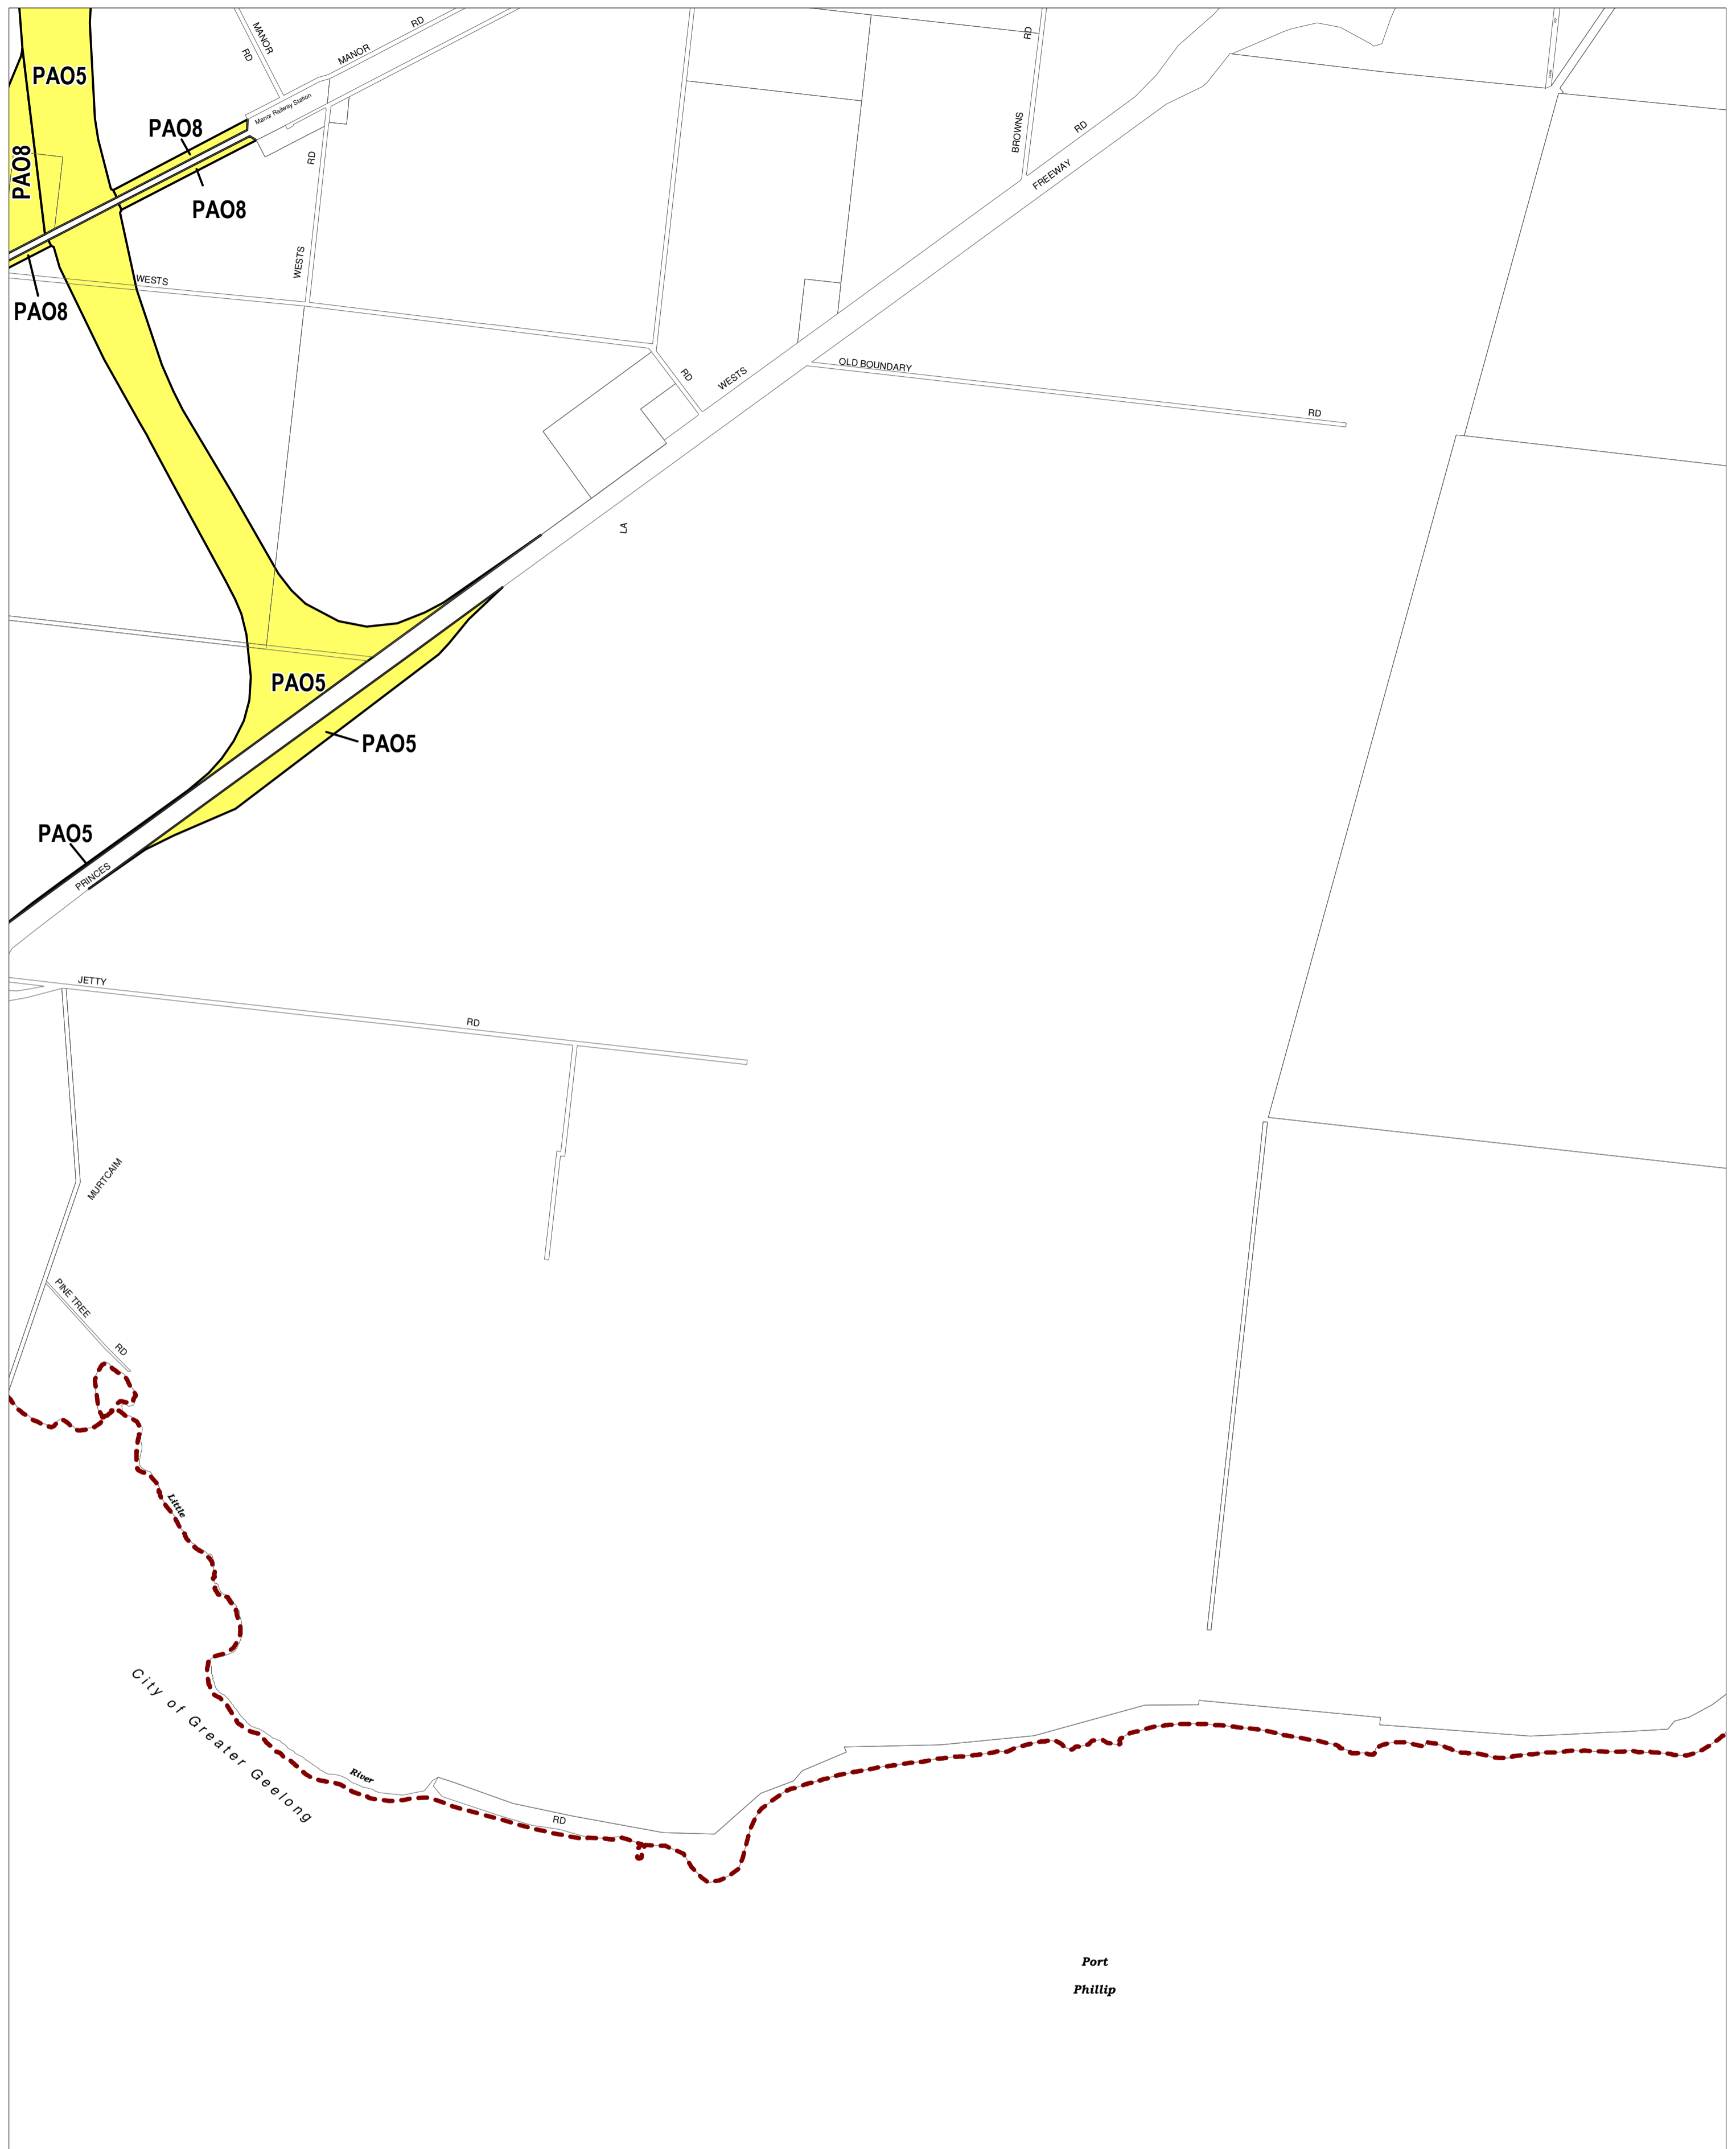 MANOR
RD
MANOR
RD
RD
PAO5
Manor Railway Station
PAO8
PAO8
RD
PAO8
BROWNS
RD
FREEWAY
WESTS
WESTS
PAO8
RD
WESTS
OLD BOUNDARY
RD
LA
PAO5
PAO5
PAO5
PRINCES
JETTY
RD
MURTCAIM
PINE TREE
RD
Little
City of Greater Geelong
River
RD
Port
Phillip